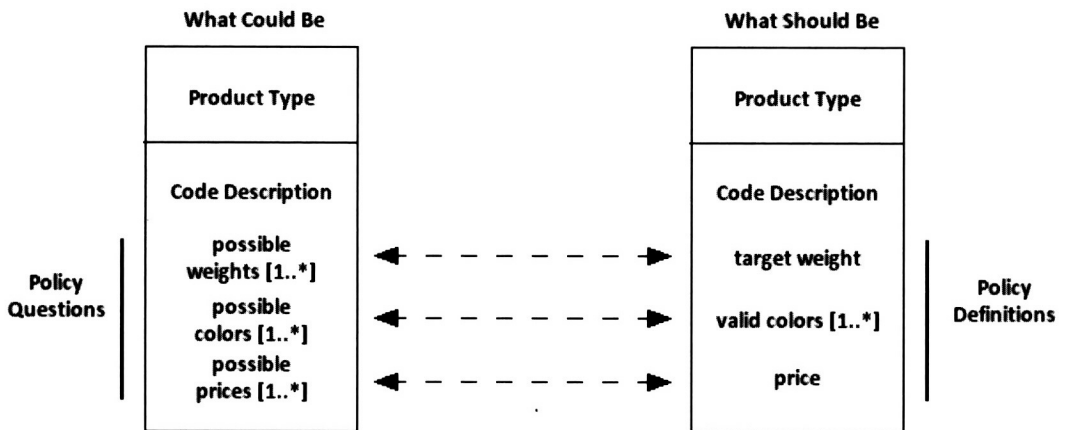 What Could Be
Product Type
Code Description
possible
weights [1..*]
possible
colors [1..*]
possible
prices [1..*]
Policy
Questions
What Should Be
Product Type
Code Description
target weight
valid colors [1..*]
price
Policy
Definitions